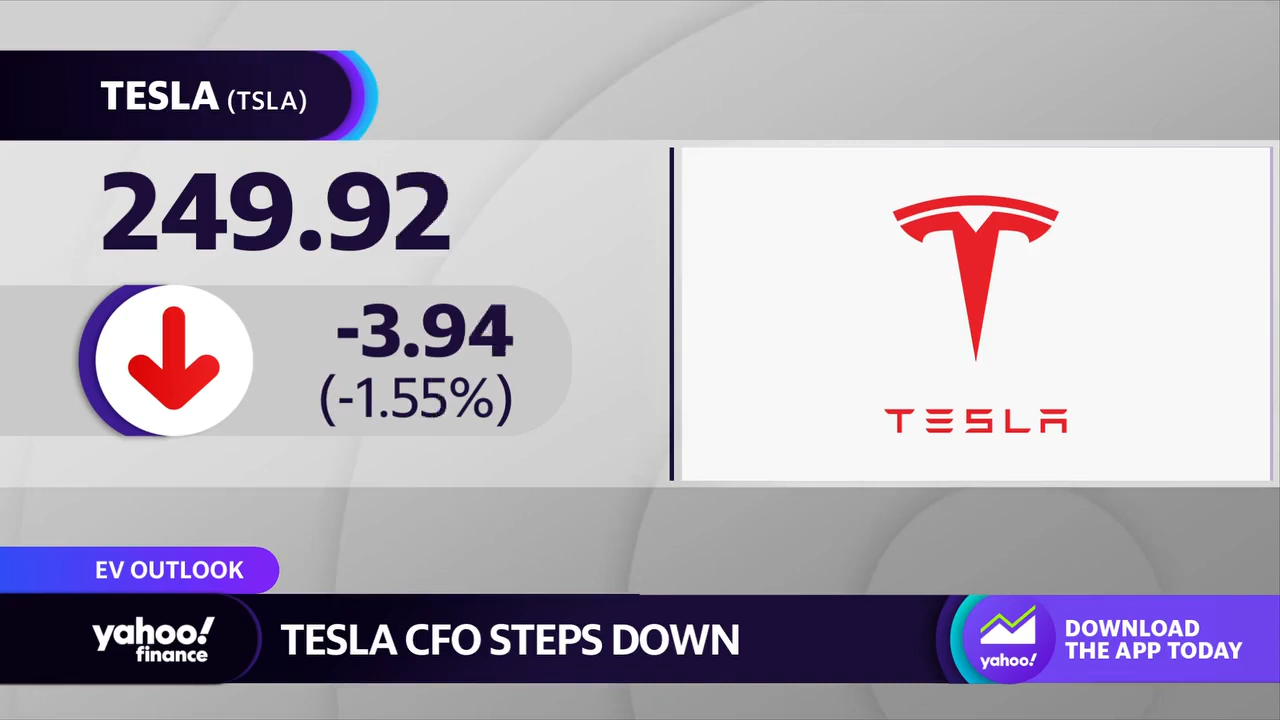 TESLA (TSLA)
249.92
-3.94
(-1.55%)
TESLA
EV OUTLOOK
yahoo!
finance
TESLA CFO STEPS DOWN
yahoo!
DOWNLOAD
THE APP TODAY